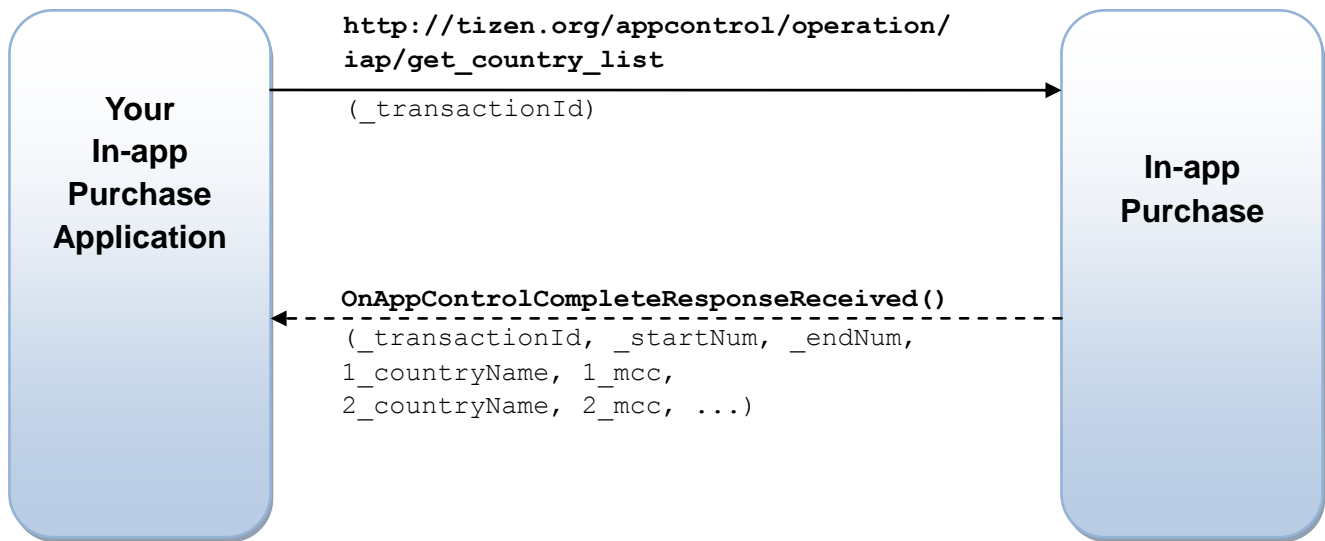 Your
In-app
Purchase
Application
http://tizen.org/appcontrol/operation/
iap/get_country_list
(_transactionId)
OnAppControlCompleteResponseReceived()
(_transactionId, _startNum, _endNum,
1_countryName, 1_mcc,
2_countryName, 2_mcc, ...)
In-app
Purchase